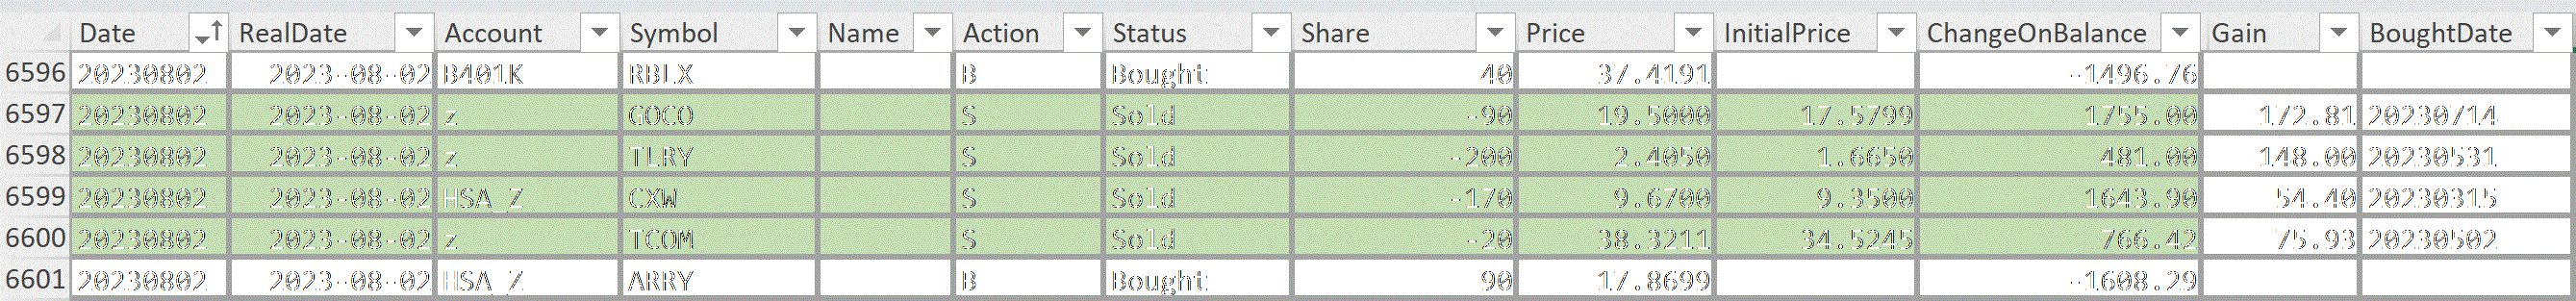 Date RealDate Account Symbol Name Action Status Share Price InitialPrice ChangeOnBalance Gain BoughtDate
6596 20230802 2023-08-02 B401K RBLX B Bought 40 37.4191 -1496.76
6597 20230802 2023-08-02 z GOCO S Sold -90 19.5000 17.5799 1755.00 172.81 20230714
6598 20230802 2023-08-02 z TLRY S Sold -200 2.4050 1.6650 481.00 148.00 20230531
6599 20230802 2023-08-02 HSA_Z CXW S Sold -170 9.6700 9.3500 1643.90 54.40 20230315
6600 20230802 2023-08-02 z TCOM S Sold -20 38.3211 34.5245 766.42 75.93 20230502
6601 20230802 2023-08-02 HSA_Z ARRY B Bought 90 17.8699 -1608.29